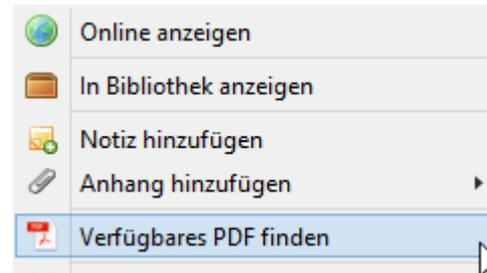 Online anzeigen
In Bibliothek anzeigen
Notiz hinzufügen
Anhang hinzufügen
Verfügbares PDF finden